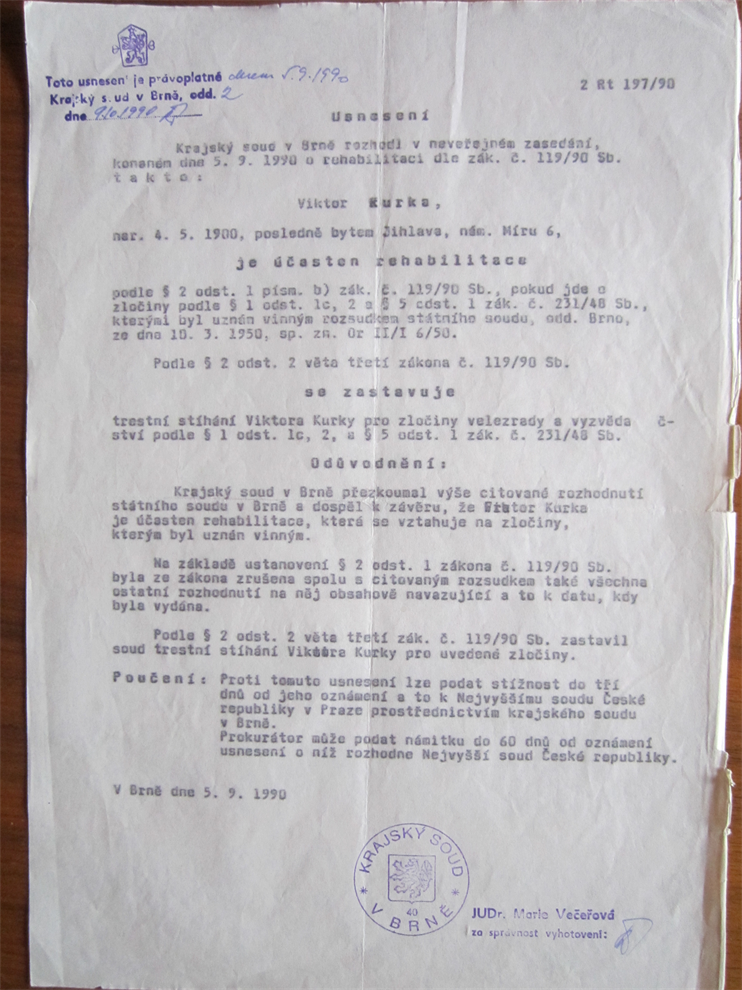 Toto usnesení je právoplatné dnem 5.9.1990
Krajský soud v Brně, odd. 2
dne
2 Rt 197/90
Usnesení
Krajský soud v Brně rozhodl v neveřejném zasedání,
konaném dne 5. 9. 1990 o rehabilitaci dle zák. č. 119/90 Sb.
t a k t o :
Viktor Kurka,
nar. 4. 5. 1900, posledně bytem Jihlava, nám. Míru 6,
je účasten rehabilitace
podle § 2 odst. 1 písm. b) zák. č. 119/90 Sb., pokud jde o
zločiny podle § 1 odst. 1c, 2 a § 5 odst. 1 zák. č. 231/48 Sb.,
kterými byl uznán vinným rozsudkem státního soudu, odd. Brno,
ze dne 10. 3. 1950, sp. zn. Or II/I 6/50.
Podle § 2 odst. 2 věta třetí zákona č. 119/90 Sb.
se zastavuje
trestní stíhání Viktora Kurky pro zločiny velezrady a vyzvěda č-
ství podle § 1 odst. 1c, 2, a § 5 odst. 1 zák. č. 231/48 Sb.
Odůvodnění:
Krajský soud v Brně přezkoumal výše citované rozhodnutí
státního soudu v Brně a dospěl k závěru, že Viktor Kurka
je účasten rehabilitace, která se vztahuje na zločiny,
kterým byl uznán vinným.
Na základě ustanovení § 2 odst. 1 zákona č. 119/90 Sb.
byla ze zákona zrušena spolu s citovaným rozsudkem také všechna
ostatní rozhodnutí na něj obsahově navazující a to k datu, kdy
byla vydána.
Podle § 2 odst. 2 věta třetí zák. č. 119/90 Sb. zastavil
soud trestní stíhání Viktora Kurky pro uvedené zločiny.
Poučení: Proti tomuto usnesení lze podat stížnost do tří
dnů od jeho oznámení a to k Nejvyššímu soudu České
republiky v Praze prostřednictvím krajského soudu
v Brně.
Prokurátor může podat námitku do 60 dnů od oznámení
usnesení o níž rozhodne Nejvyšší soud České republiky.
V Brně dne 5. 9. 1990
* KRAJSKÝ SOUD *
40
V BRNĚ
JUDr. Marie Večeřová
za správnost vyhotovení: